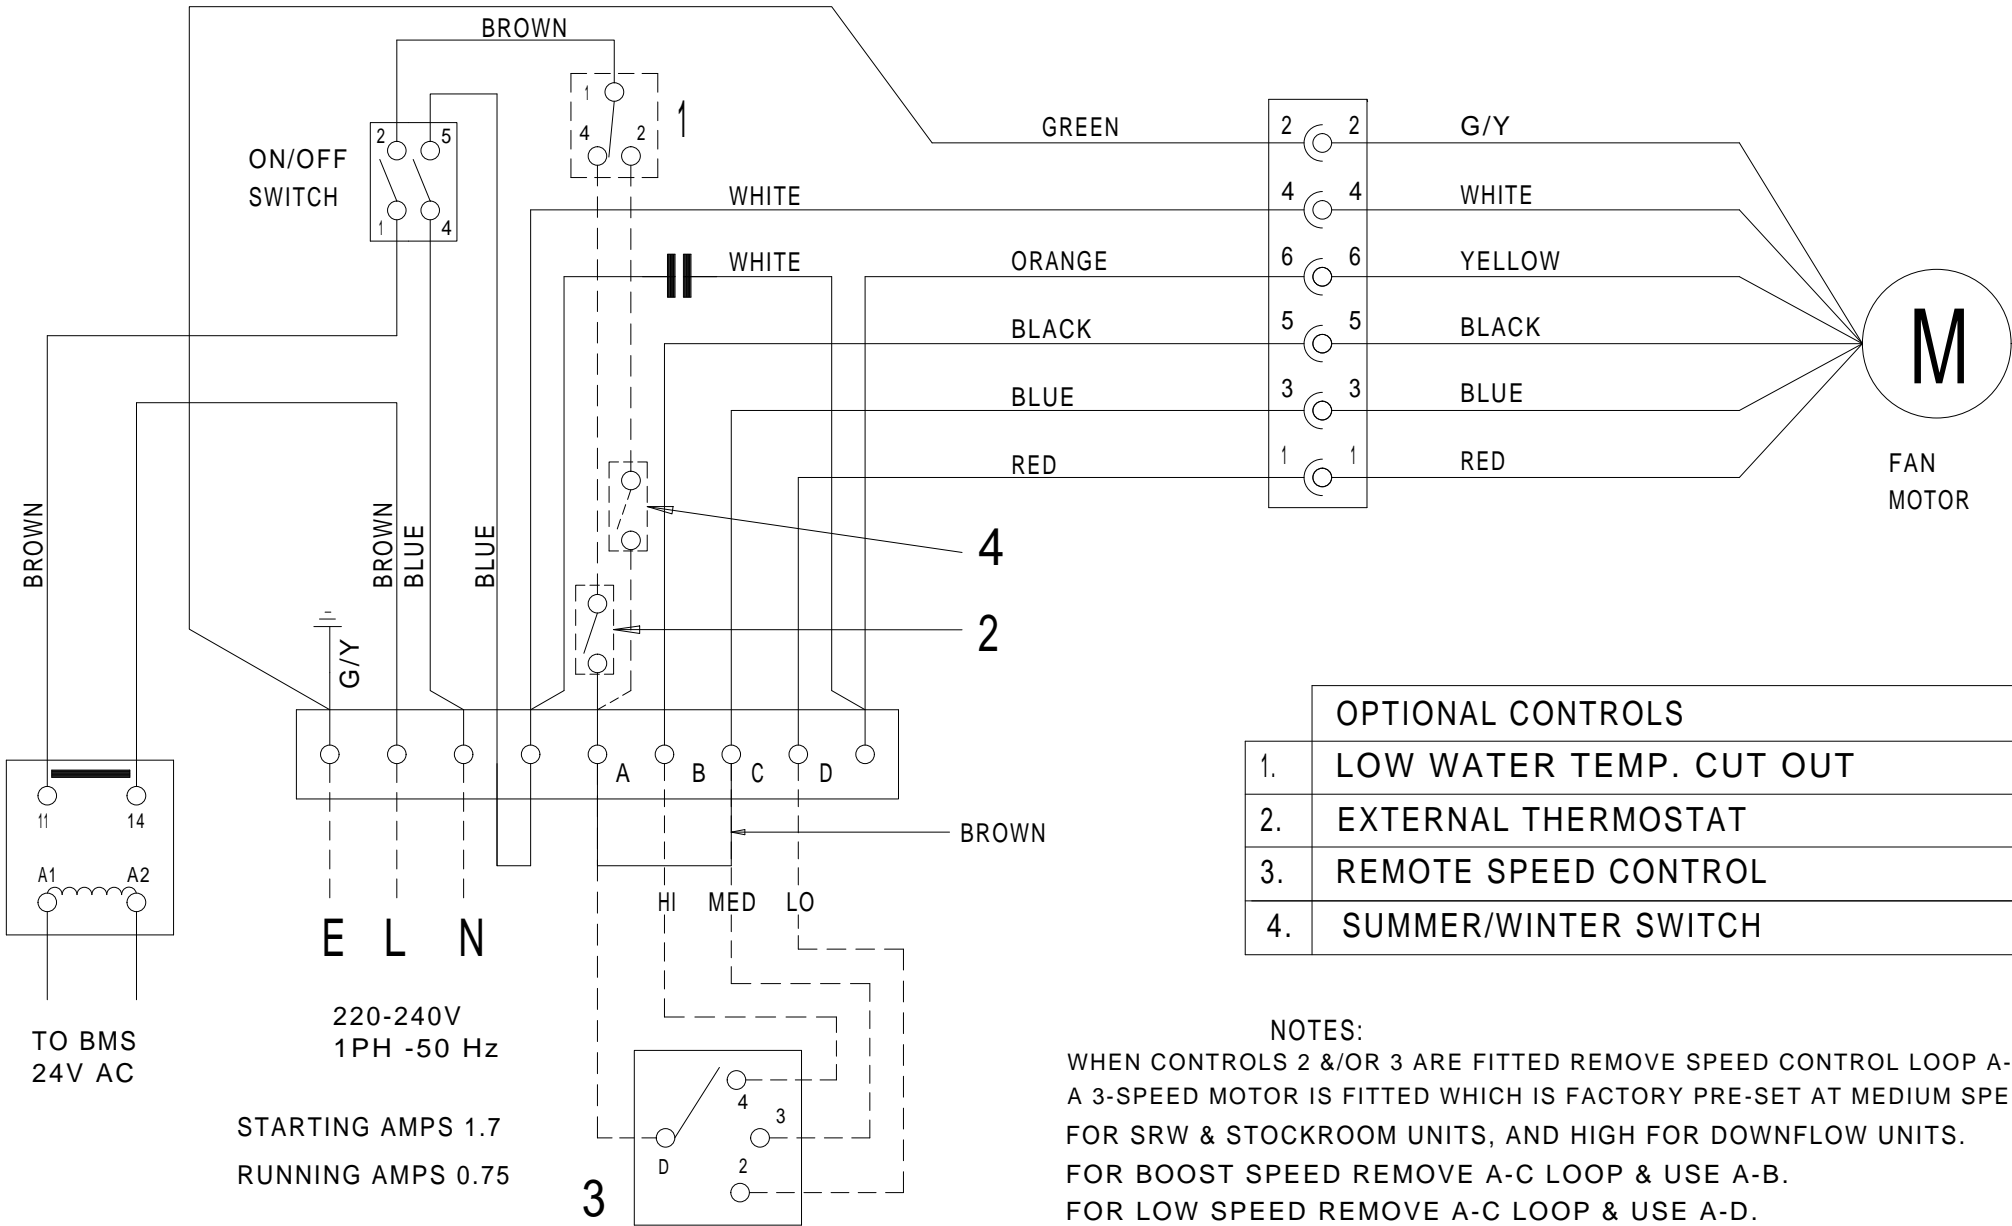 BROWN
1
4
2
1
2
5
ON/OFF
SWITCH
1
4
GREEN
2
2
G/Y
WHITE
4
4
WHITE
WHITE
ORANGE
6
6
YELLOW
BLACK
5
5
BLACK
BLUE
3
3
BLUE
RED
1
1
RED
M
FAN
MOTOR
BROWN
BROWN
BLUE
BLUE
G/Y
4
2
A
B
C
D
11
14
A1
A2
BROWN
HI
MED
LO
E
L
N
TO BMS
24V AC
220-240V
1PH -50 Hz
STARTING AMPS 1.7
RUNNING AMPS 0.75
4
3
D
2
3
OPTIONAL CONTROLS
1. LOW WATER TEMP. CUT OUT
2. EXTERNAL THERMOSTAT
3. REMOTE SPEED CONTROL
4. SUMMER/WINTER SWITCH
NOTES:
WHEN CONTROLS 2 &/OR 3 ARE FITTED REMOVE SPEED CONTROL LOOP A-
A 3-SPEED MOTOR IS FITTED WHICH IS FACTORY PRE-SET AT MEDIUM SPE
FOR SRW & STOCKROOM UNITS, AND HIGH FOR DOWNFLOW UNITS.
FOR BOOST SPEED REMOVE A-C LOOP & USE A-B.
FOR LOW SPEED REMOVE A-C LOOP & USE A-D.